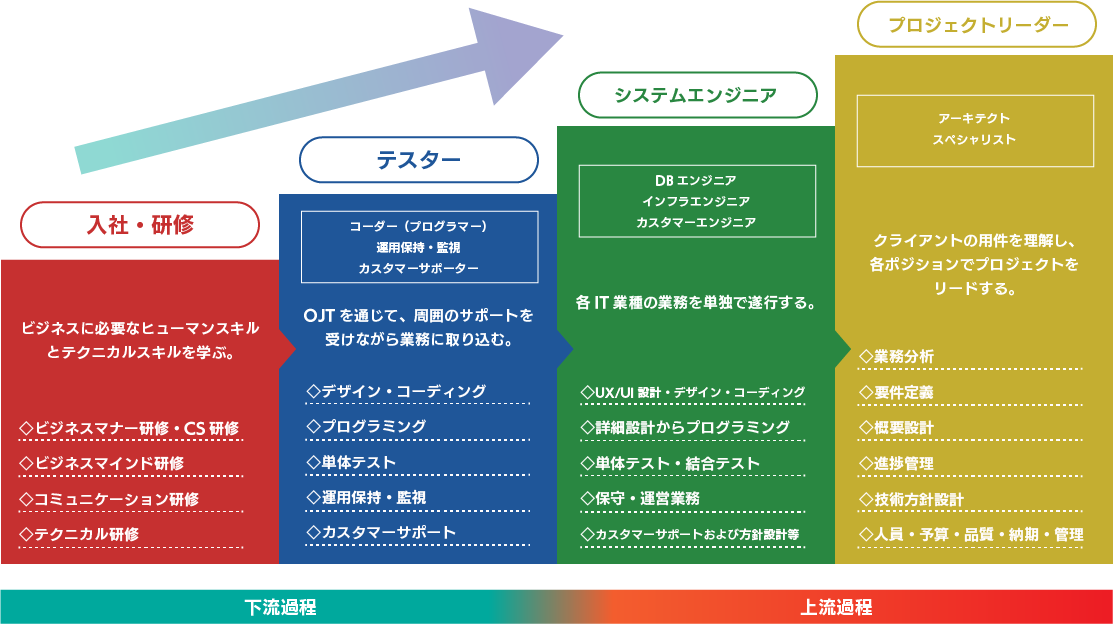 入社・研修
ビジネスに必要なヒューマンスキル
とテクニカルスキルを学ぶ。
◇ビジネスマナー研修・CS研修
◇ビジネスマインド研修
◇コミュニケーション研修
◇テクニカル研修
テスター
コーダー（プログラマー）
運用保持・監視
カスタマーサポーター
OJTを通じて、周囲のサポートを
受けながら業務に取り込む。
◇デザイン・コーディング
◇プログラミング
◇単体テスト
◇運用保持・監視
◇カスタマーサポート
システムエンジニア
DBエンジニア
インフラエンジニア
カスタマーエンジニア
各IT業種の業務を単独で遂行する。
◇UX/UI設計・デザイン・コーディング
◇詳細設計からプログラミング
◇単体テスト・結合テスト
◇保守・運営業務
◇カスタマーサポートおよび方針設計等
プロジェクトリーダー
アーキテクト
スペシャリスト
クライアントの用件を理解し、
各ポジションでプロジェクトを
リードする。
◇業務分析
◇要件定義
◇概要設計
◇進捗管理
◇技術方針設計
◇人員・予算・品質・納期・管理
下流過程
上流過程